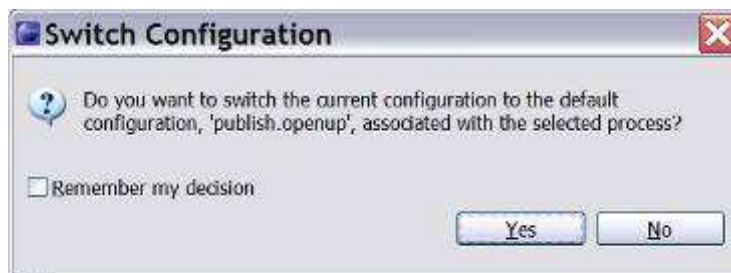 Switch Configuration
Do you want to switch the current configuration to the default
configuration, 'publish.openup', associated with the selected process?
Remember my decision
Yes No